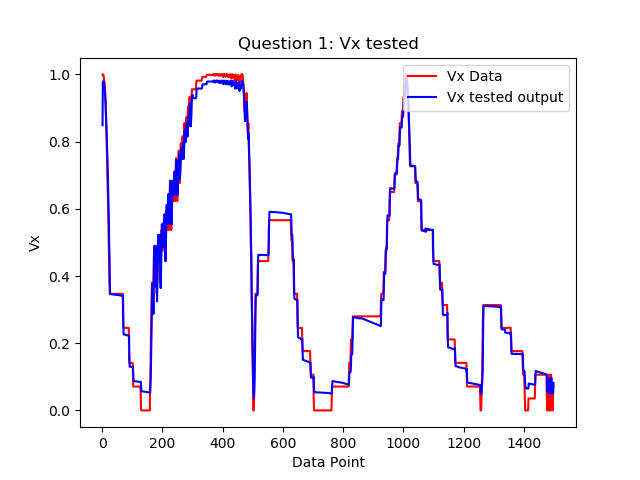 Question 1: Vx tested
Vx Data
Vx tested output
1.0
0.8
0.6
0.4
0.2
0.0
Vx
0 200 400 600 800 1000 1200 1400
Data Point